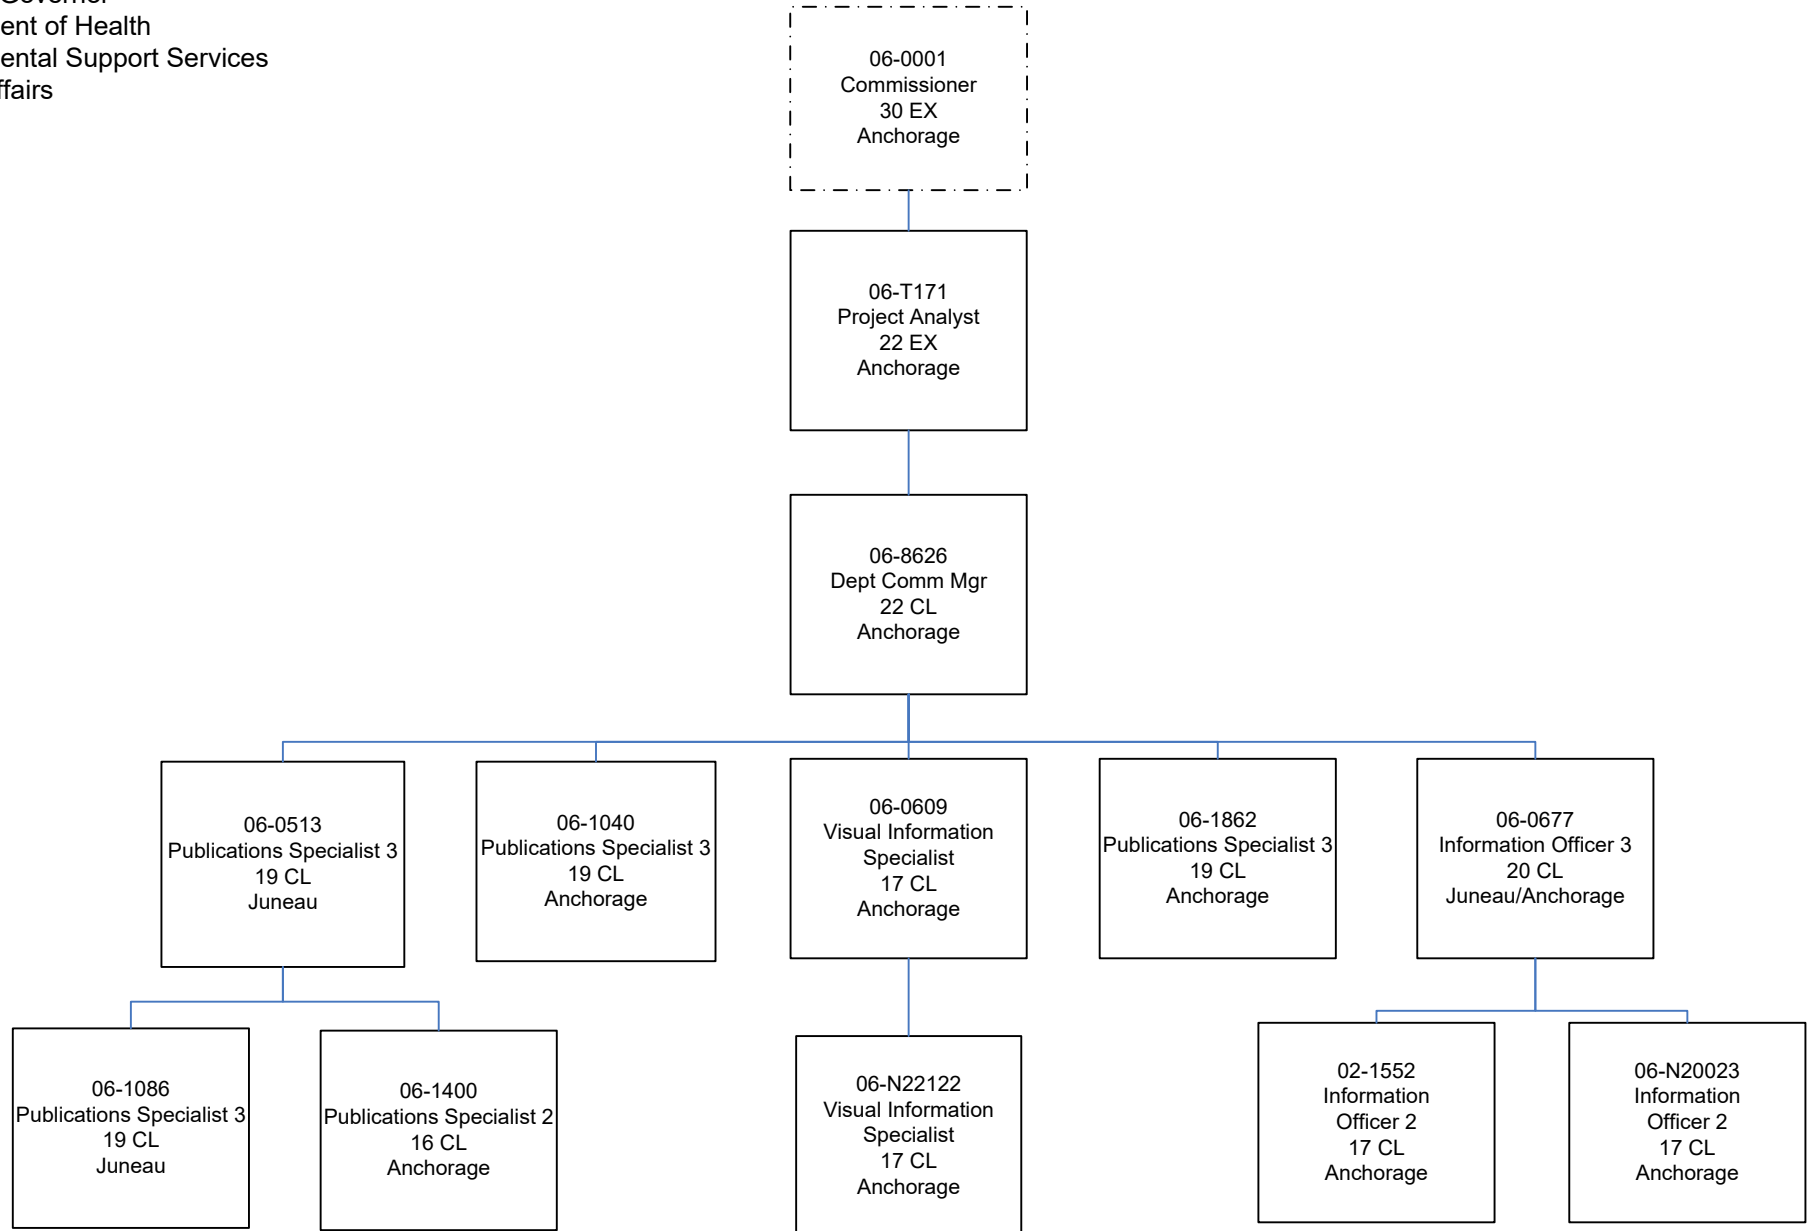 ent of Health
ental Support Services
ffairs
06-0001
Commissioner
30 EX
Anchorage
06-T171
Project Analyst
22 EX
Anchorage
06-8626
Dept Comm Mgr
22 CL
Anchorage
06-0513
Publications Specialist 3
19 CL
Juneau
06-1040
Publications Specialist 3
19 CL
Anchorage
06-0609
Visual Information
Specialist
17 CL
Anchorage
06-1862
Publications Specialist 3
19 CL
Anchorage
06-0677
Information Officer 3
20 CL
Juneau/Anchorage
06-1086
Publications Specialist 3
19 CL
Juneau
06-1400
Publications Specialist 2
16 CL
Anchorage
06-N22122
Visual Information
Specialist
17 CL
Anchorage
02-1552
Information
Officer 2
17 CL
Anchorage
06-N20023
Information
Officer 2
17 CL
Anchorage